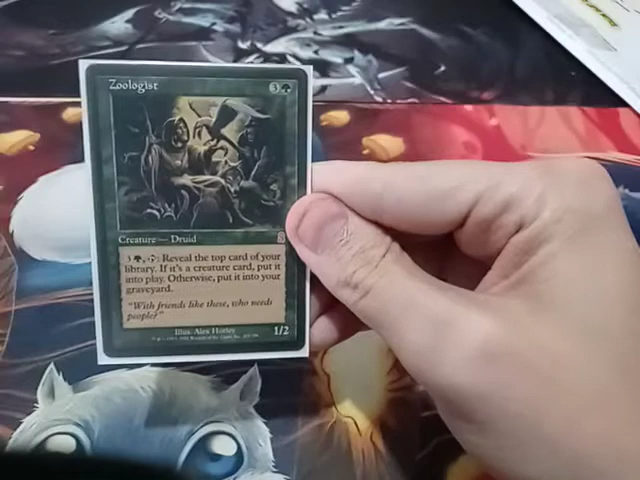 Zoologist 3
Creature — Druid
3 , : Reveal the top card of your
library. If it's a creature card, put it
into play. Otherwise, put it into your
graveyard.
"With friends like these, who needs
people?"
Illus. Alex Horley
1/2